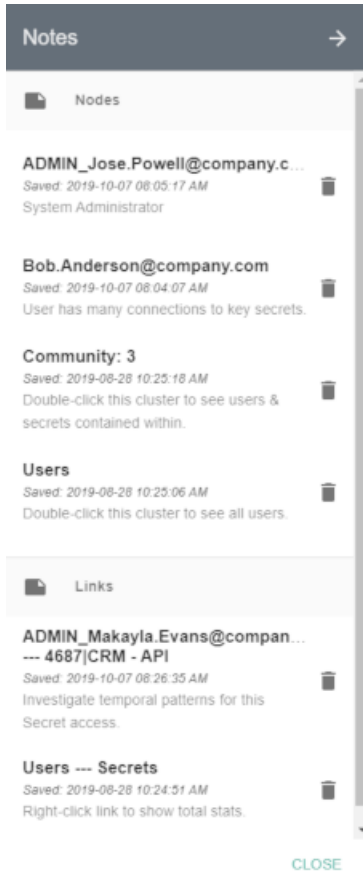 Notes
Nodes
ADMIN_Jose.Powell@company.c...
Saved: 2019-10-07 08:05:17 AM
System Administrator
Bob.Anderson@company.com
Saved: 2019-10-07 08:04:07 AM
User has many connections to key secrets.
Community: 3
Saved: 2019-08-28 10:25:18 AM
Double-click this cluster to see users &
secrets contained within.
Users
Saved: 2019-08-28 10:25:06 AM
Double-click this cluster to see all users.
Links
ADMIN_Makayla.Evans@compan...
--- 4687|CRM - API
Saved: 2019-10-07 08:26:35 AM
Investigate temporal patterns for this
Secret access.
Users --- Secrets
Saved: 2019-08-28 10:24:51 AM
Right-click link to show total stats.
CLOSE